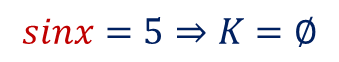 sinx = 5 ⇒ K = ∅